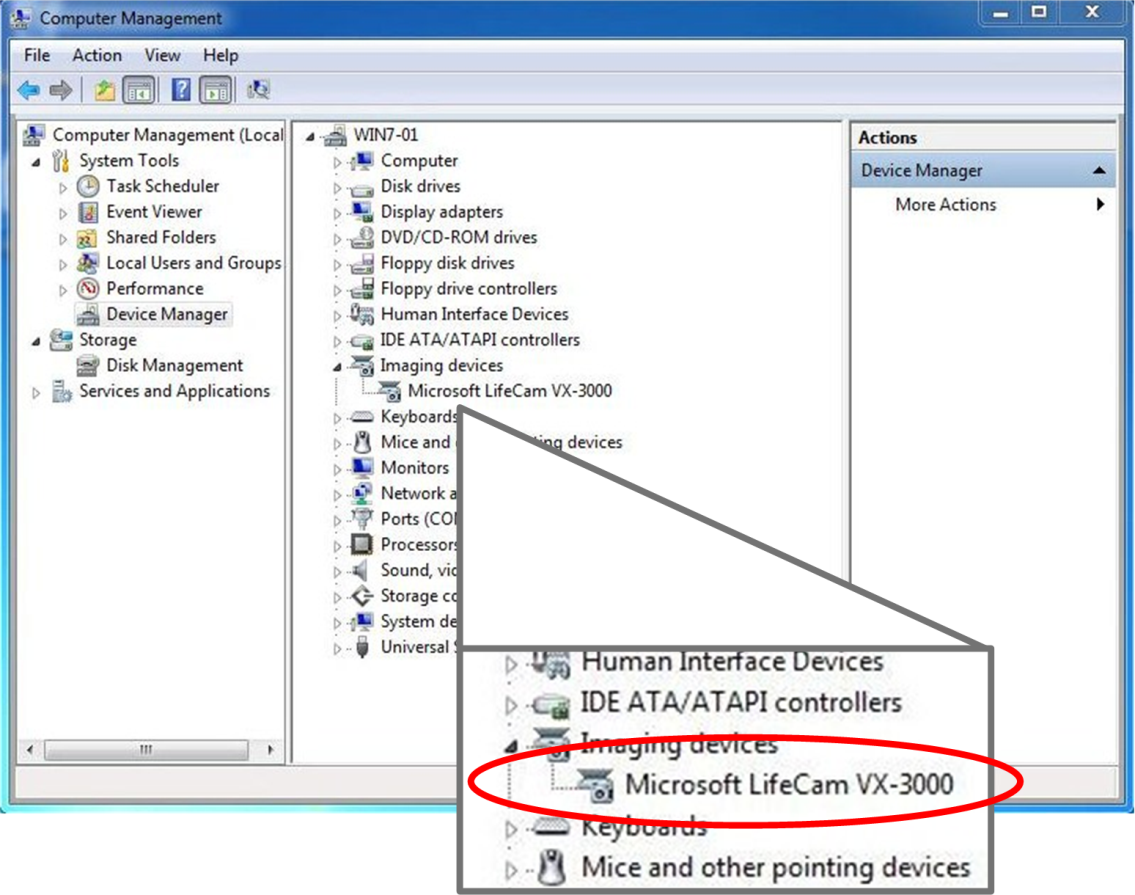 Computer Management
File Action View Help
Computer Management (Local
System Tools
Task Scheduler
Event Viewer
Shared Folders
Local Users and Groups
Performance
Device Manager
Storage
Disk Management
Services and Applications
WIN7-01
Computer
Disk drives
Display adapters
DVD/CD-ROM drives
Floppy disk drives
Floppy drive controllers
Human Interface Devices
IDE ATA/ATAPI controllers
Imaging devices
Microsoft LifeCam VX-3000
Keyboards
Mice and ting devices
Monitors
Network a
Ports (CO
Processors
Sound, vid
Storage co
System de
Universal S
Actions
Device Manager
More Actions
Human Interface Devices
IDE ATA/ATAPI controllers
Imaging devices
Microsoft LifeCam VX-3000
Keyboards
Mice and other pointing devices